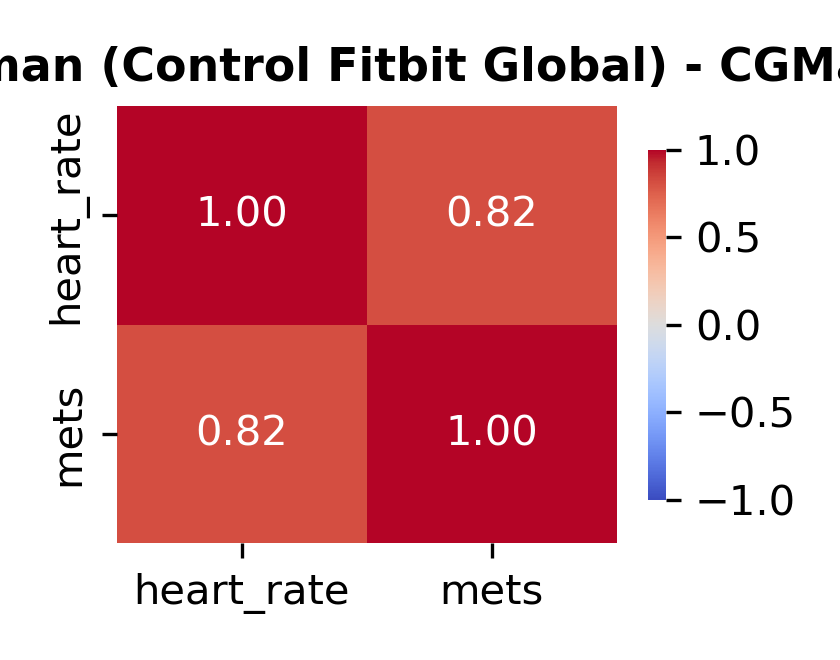 man (Control Fitbit Global) - CGMa
heart_rate
mets
1.00
0.82
0.82
1.00
heart_rate
mets
1.0
0.5
0.0
−0.5
−1.0